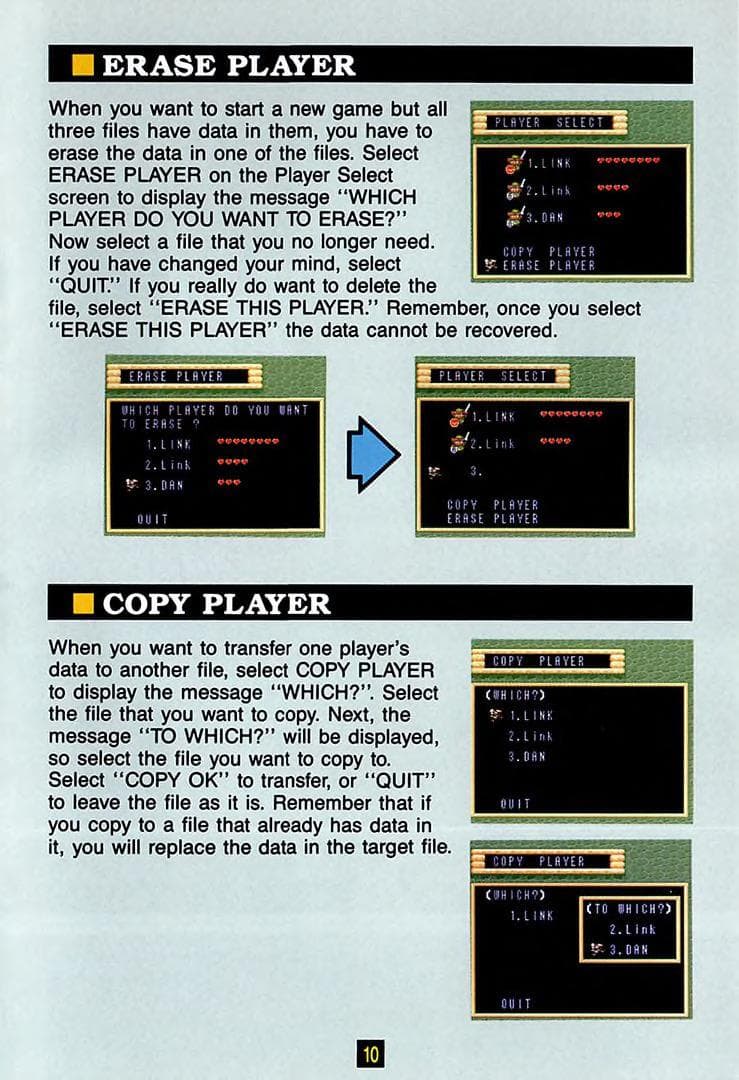 ERASE PLAYER
When you want to start a new game but all
three files have data in them, you have to
erase the data in one of the files. Select
ERASE PLAYER on the Player Select
screen to display the message "WHICH
PLAYER DO YOU WANT TO ERASE?"
Now select a file that you no longer need.
If you have changed your mind, select
"QUIT." If you really do want to delete the
file, select "ERASE THIS PLAYER." Remember, once you select
"ERASE THIS PLAYER" the data cannot be recovered.
PLAYER SELECT
1.LINK
2.Link
3.DAN
COPY PLAYER
ERASE PLAYER
ERASE PLAYER
WHICH PLAYER DO YOU WANT
TO ERASE ?
1.LINK
2.Link
3.DAN
QUIT
PLAYER SELECT
1.LINK
2.Link
3.
COPY PLAYER
ERASE PLAYER
COPY PLAYER
When you want to transfer one player's
data to another file, select COPY PLAYER
to display the message "WHICH?". Select
the file that you want to copy. Next, the
message "TO WHICH?" will be displayed,
so select the file you want to copy to.
Select "COPY OK" to transfer, or "QUIT"
to leave the file as it is. Remember that if
you copy to a file that already has data in
it, you will replace the data in the target file.
COPY PLAYER
(WHICH?)
1.LINK
2.Link
3.DAN
QUIT
COPY PLAYER
(WHICH?)
1.LINK
(TO WHICH?)
2.Link
3.DAN
QUIT
10